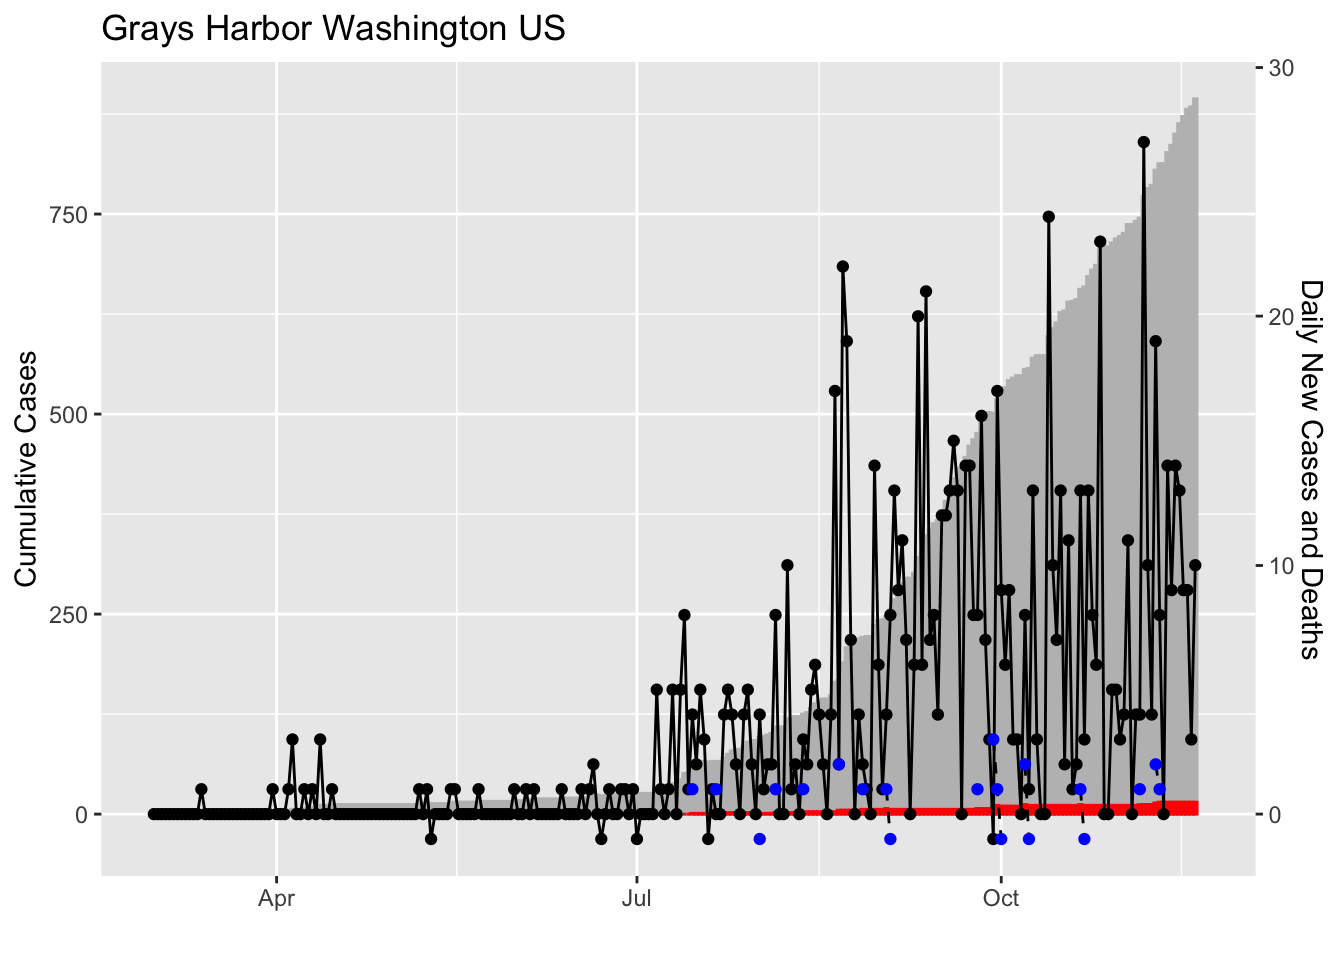 Grays Harbor Washington US
Cumulative Cases
750
500
250
0
30
20
10
0
Daily New Cases and Deaths
Apr
Jul
Oct